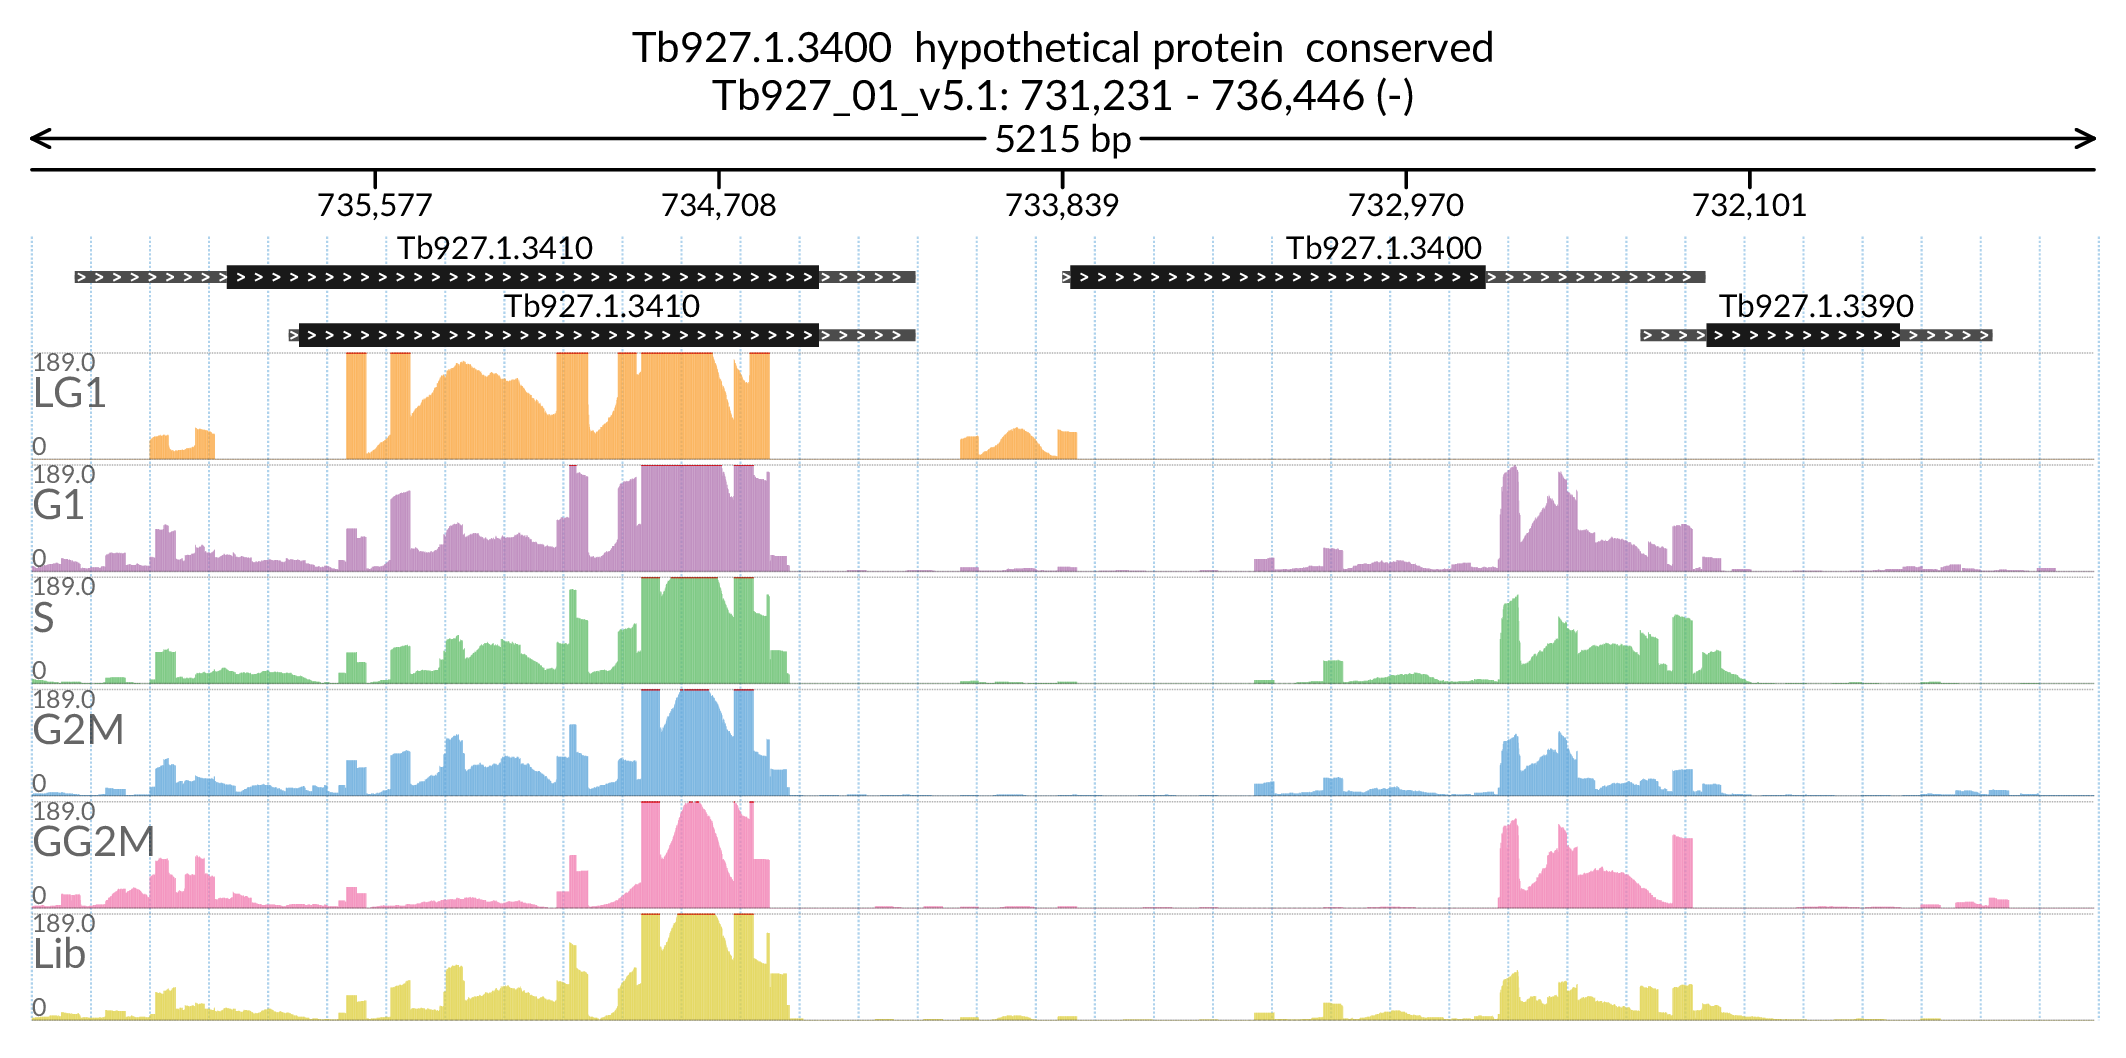 Tb927.1.3400 hypothetical protein conserved
Tb927_01_v5.1: 731,231 - 736,446 (-)
5215 bp
735,577 734,708 733,839 732,970 732,101
Tb927.1.3410 Tb927.1.3400
Tb927.1.3410 Tb927.1.3390
189.0
LG1
0
189.0
G1
0
189.0
S
0
189.0
G2M
0
189.0
GG2M
0
189.0
Lib
0